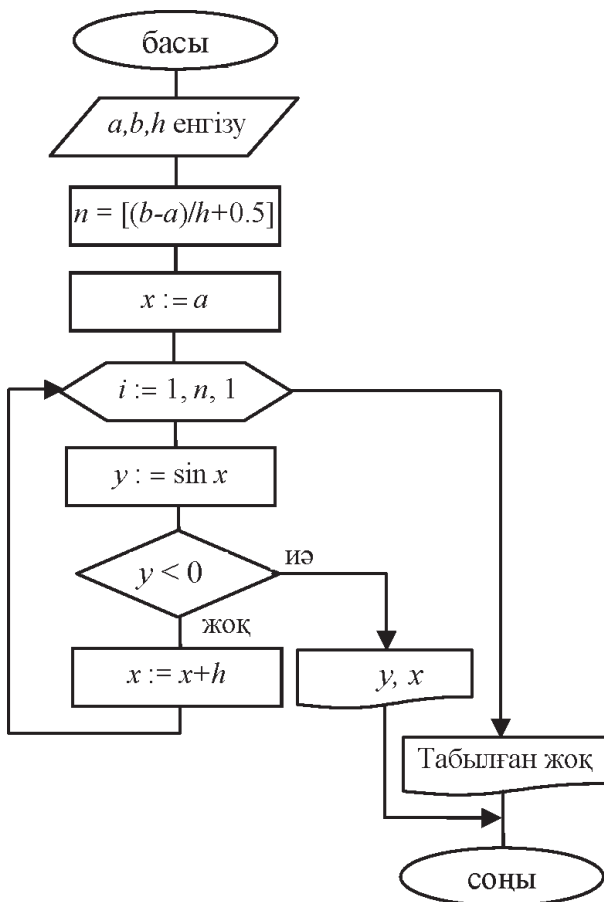 басы
a,b,h енгізу
n = [(b-a)/h+0.5]
x := a
i := 1, n, 1
y : = sin x
y < 0
иә
жоқ
x := x+h
y, x
Табылған жоқ
соңы